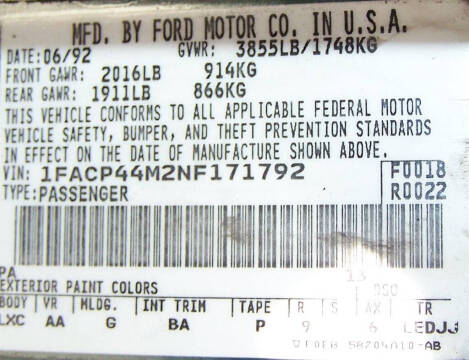 MFD. BY FORD MOTOR CO. IN U.S.A.
DATE: 06/92 GVWR: 3855LB/1748KG
FRONT GAWR: 2016LB 914KG
REAR GAWR: 1911LB 866KG
THIS VEHICLE CONFORMS TO ALL APPLICABLE FEDERAL MOTOR
VEHICLE SAFETY, BUMPER, AND THEFT PREVENTION STANDARDS
IN EFFECT ON THE DATE OF MANUFACTURE SHOWN ABOVE.
VIN: 1FACP44M2NF171792 F0018
TYPE: PASSENGER R0022
PA 13
EXTERIOR PAINT COLORS DSO
BODY VR MLDG. INT TRIM TAPE R S AX TR
LXC AA G BA P 9 6 LEDJJ